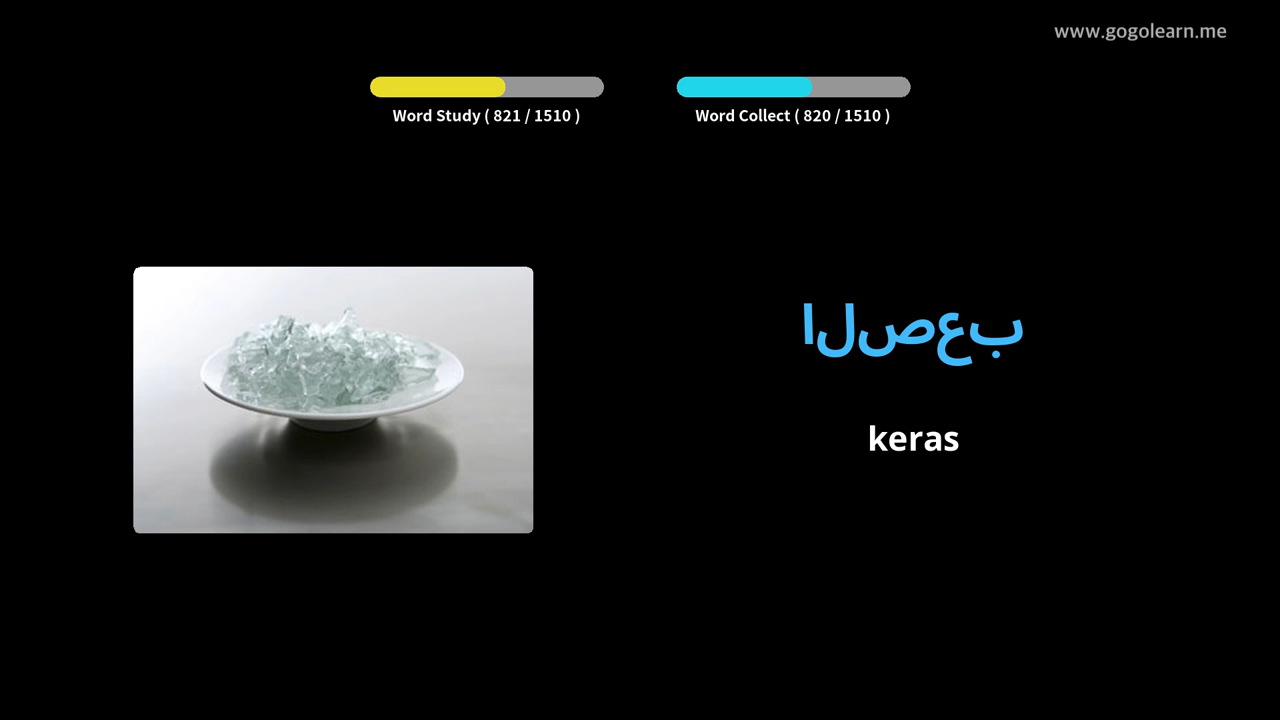 www.gogolearn.me
Word Study ( 821 / 1510 )
Word Collect ( 820 / 1510 )
الصعب
keras